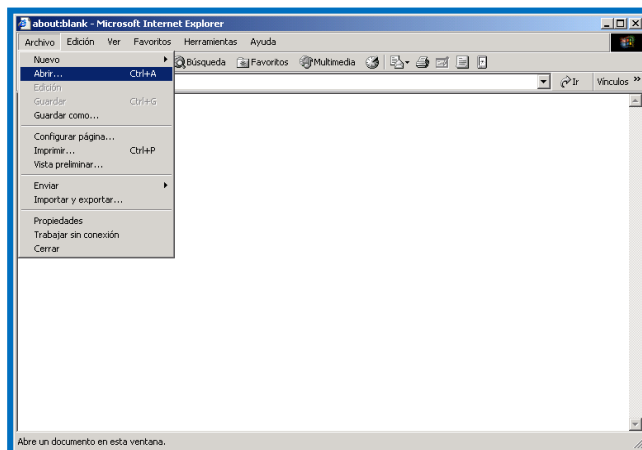 about:blank - Microsoft Internet Explorer
Archivo Edición Ver Favoritos Herramientas Ayuda
Nuevo
Búsqueda Favoritos Multimedia
Abrir... Ctrl+A
Ir Vínculos »
Edición
Guardar Ctrl+G
Guardar como...
Configurar página...
Imprimir... Ctrl+P
Vista preliminar...
Enviar
Importar y exportar...
Propiedades
Trabajar sin conexión
Cerrar
Abre un documento en esta ventana.